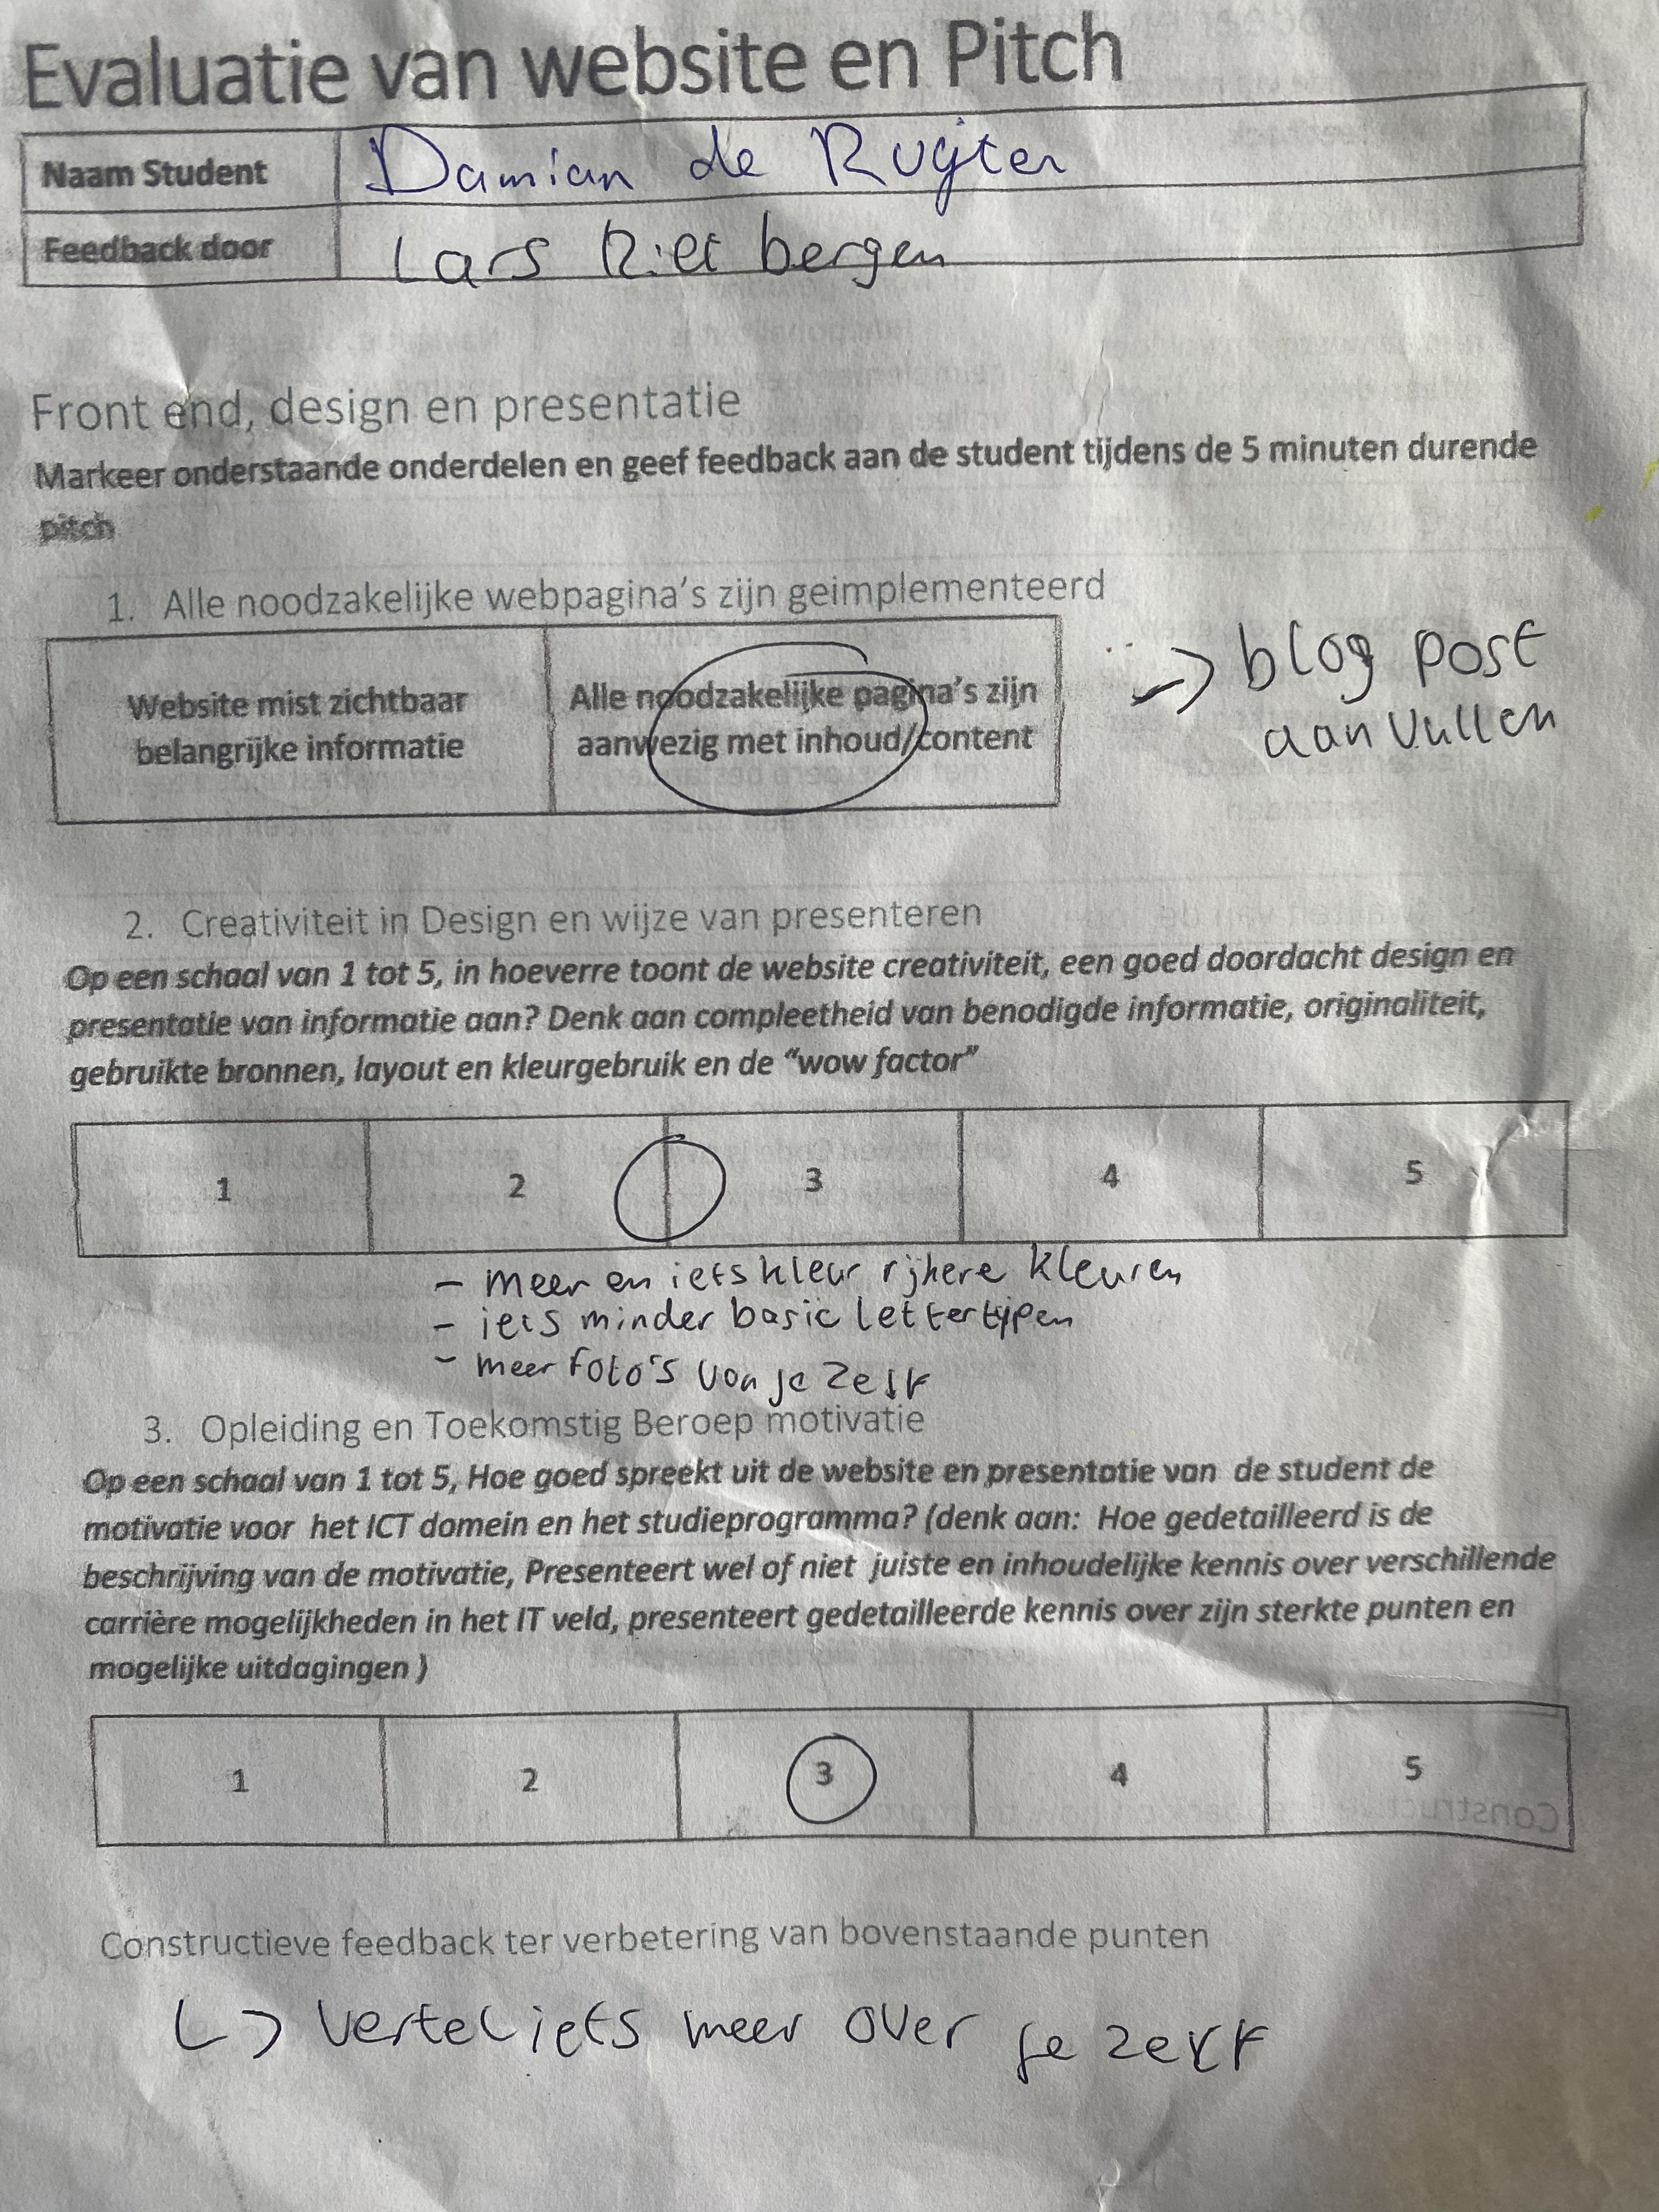 Evaluatie van website en Pitch
Naam Student Damian de Ruijter
Feedback door Lars Riet bergen
Front end, design en presentatie
Markeer onderstaande onderdelen en geef feedback aan de student tijdens de 5 minuten durende
pitch
1. Alle noodzakelijke webpagina's zijn geimplementeerd
Website mist zichtbaar
belangrijke informatie
Alle noodzakelijke pagina's zijn
aanwezig met inhoud/content
-> blog post
aan vullen
2. Creativiteit in Design en wijze van presenteren
Op een schaal van 1 tot 5, in hoeverre toont de website creativiteit, een goed doordacht design en
presentatie van informatie aan? Denk aan compleetheid van benodigde informatie, originaliteit,
gebruikte bronnen, layout en kleurgebruik en de “wow factor”
1 2 3 4 5
- meer en iets kleur rijkere kleuren
- iets minder basic lettertijpen
- meer foto's van je zelf
3. Opleiding en Toekomstig Beroep motivatie
Op een schaal van 1 tot 5, Hoe goed spreekt uit de website en presentatie van de student de
motivatie voor het ICT domein en het studieprogramma? (denk aan: Hoe gedetailleerd is de
beschrijving van de motivatie, Presenteert wel of niet juiste en inhoudelijke kennis over verschillende
carrière mogelijkheden in het IT veld, presenteert gedetailleerde kennis over zijn sterkte punten en
mogelijke uitdagingen )
1 2 3 4 5
Constructieve feedback ter verbetering van bovenstaande punten
↳ vertel iets meer over je zelf